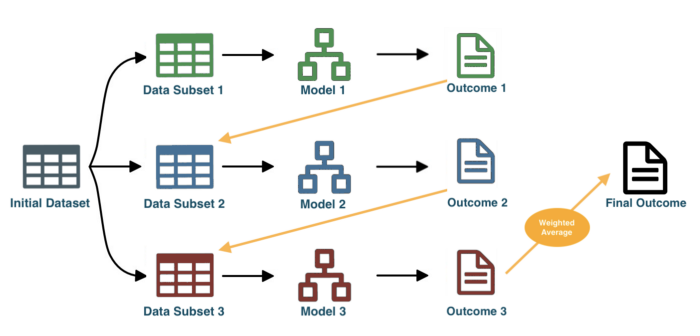 Data Subset 1
Model 1
Outcome 1
Initial Dataset
Data Subset 2
Model 2
Outcome 2
Weighted
Average
Final Outcome
Data Subset 3
Model 3
Outcome 3